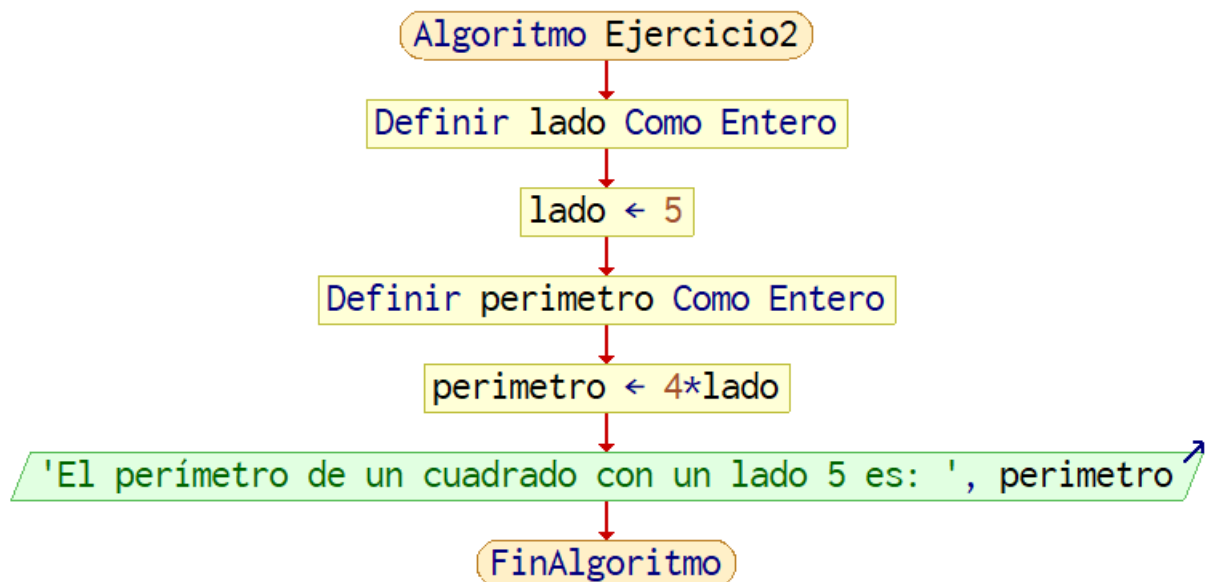 Algoritmo Ejercicio2
Definir lado Como Entero
lado ← 5
Definir perimetro Como Entero
perimetro ← 4*lado
'El perímetro de un cuadrado con un lado 5 es: ', perimetro
FinAlgoritmo